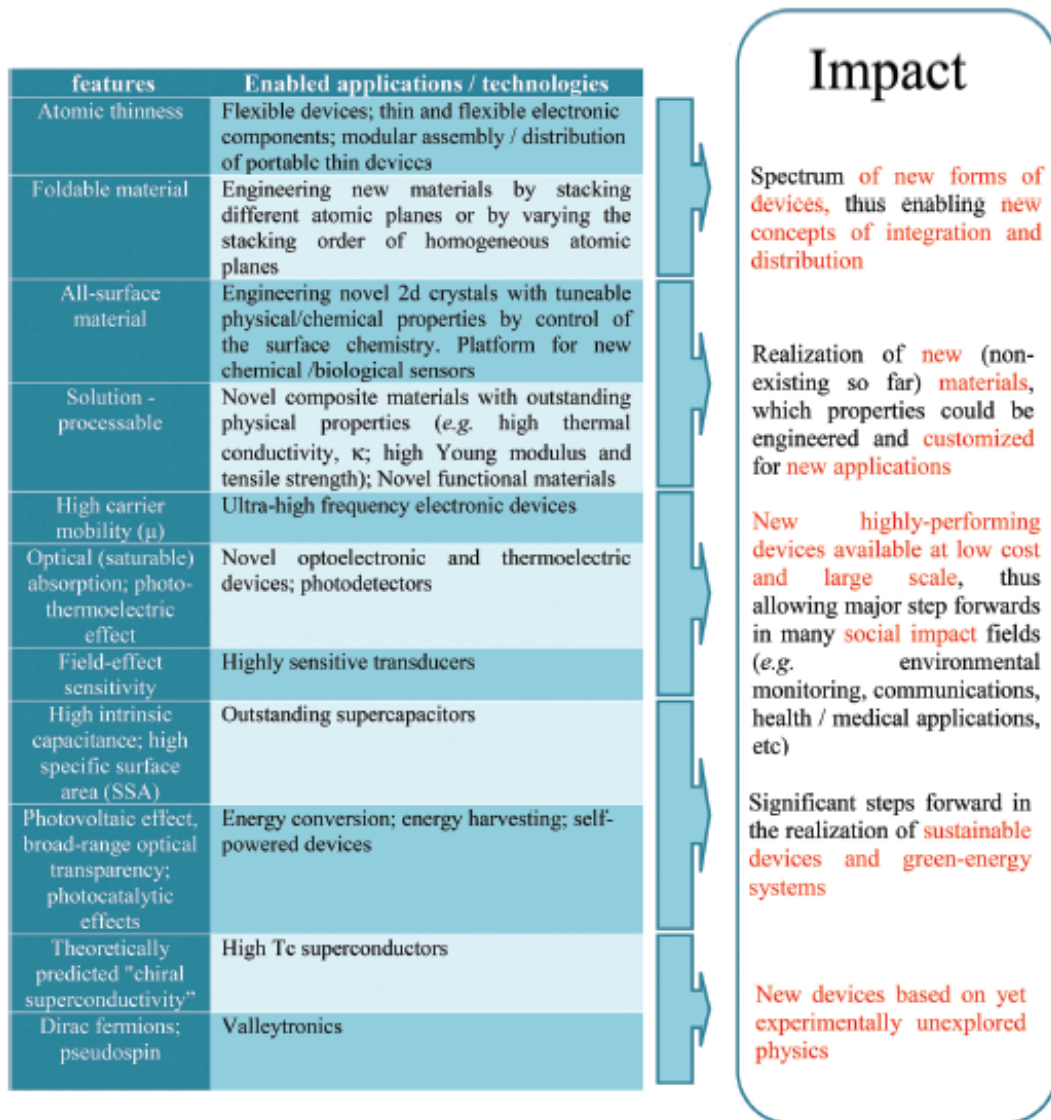 Impact
features Enabled applications / technologies
Atomic thinness
Flexible devices; thin and flexible electronic
components; modular assembly / distribution
of portable thin devices
Foldable material
Engineering new materials by stacking
different atomic planes or by varying the
stacking order of homogeneous atomic
planes
All-surface
material
Engineering novel 2d crystals with tuneable
physical/chemical properties by control of
the surface chemistry. Platform for new
chemical /biological sensors
Solution -
processable
Novel composite materials with outstanding
physical properties (e.g. high thermal
conductivity, κ; high Young modulus and
tensile strength); Novel functional materials
High carrier
mobility (μ)
Ultra-high frequency electronic devices
Optical (saturable)
absorption; photo-
thermoelectric
effect
Novel optoelectronic and thermoelectric
devices; photodetectors
Field-effect
sensitivity
Highly sensitive transducers
High intrinsic
capacitance; high
specific surface
area (SSA)
Outstanding supercapacitors
Photovoltaic effect,
broad-range optical
transparency;
photocatalytic
effects
Energy conversion; energy harvesting; self-
powered devices
Theoretically
predicted "chiral
superconductivity”
High Tc superconductors
Dirac fermions;
pseudospin
Valleytronics
Spectrum of new forms of
devices, thus enabling new
concepts of integration and
distribution
Realization of new (non-
existing so far) materials,
which properties could be
engineered and customized
for new applications
New highly-performing
devices available at low cost
and large scale, thus
allowing major step forwards
in many social impact fields
(e.g. environmental
monitoring, communications,
health / medical applications,
etc)
Significant steps forward in
the realization of sustainable
devices and green-energy
systems
New devices based on yet
experimentally unexplored
physics